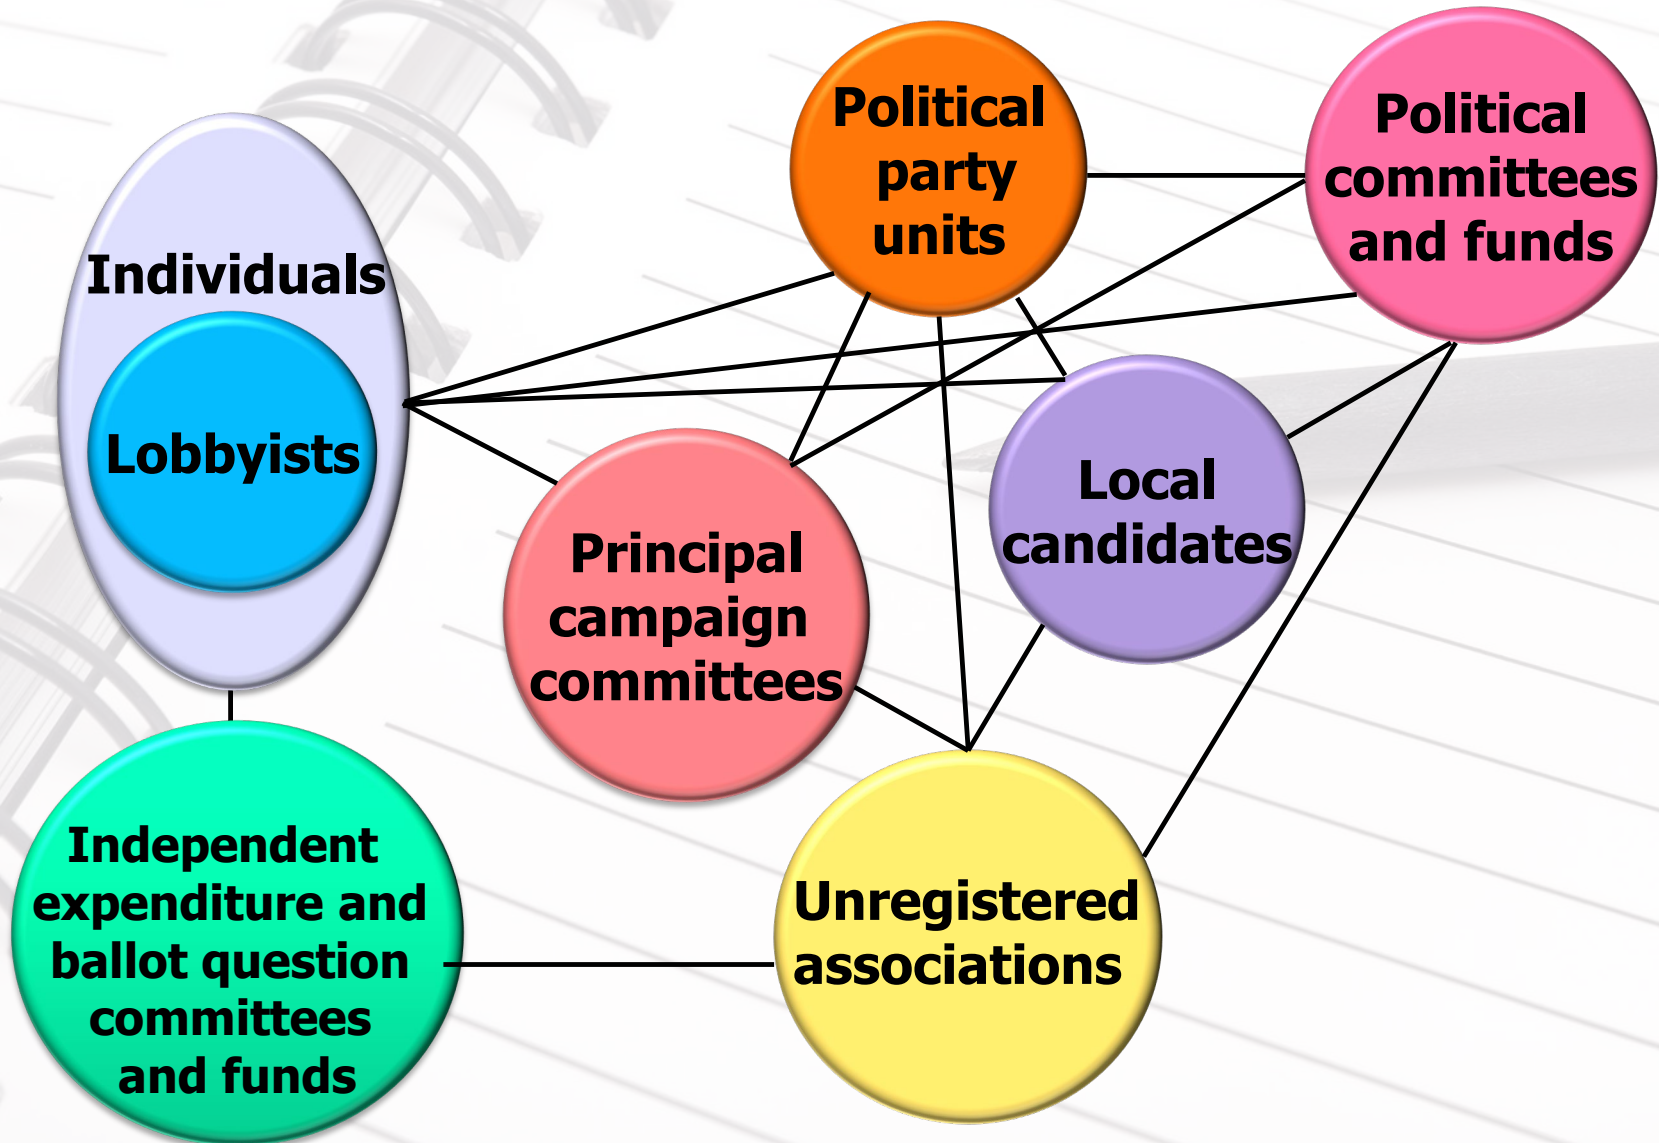 Political
party
units
Political
committees
and funds
Individuals
Lobbyists
Principal
campaign
committees
Local
candidates
Independent
expenditure and
ballot question
committees
and funds
Unregistered
associations